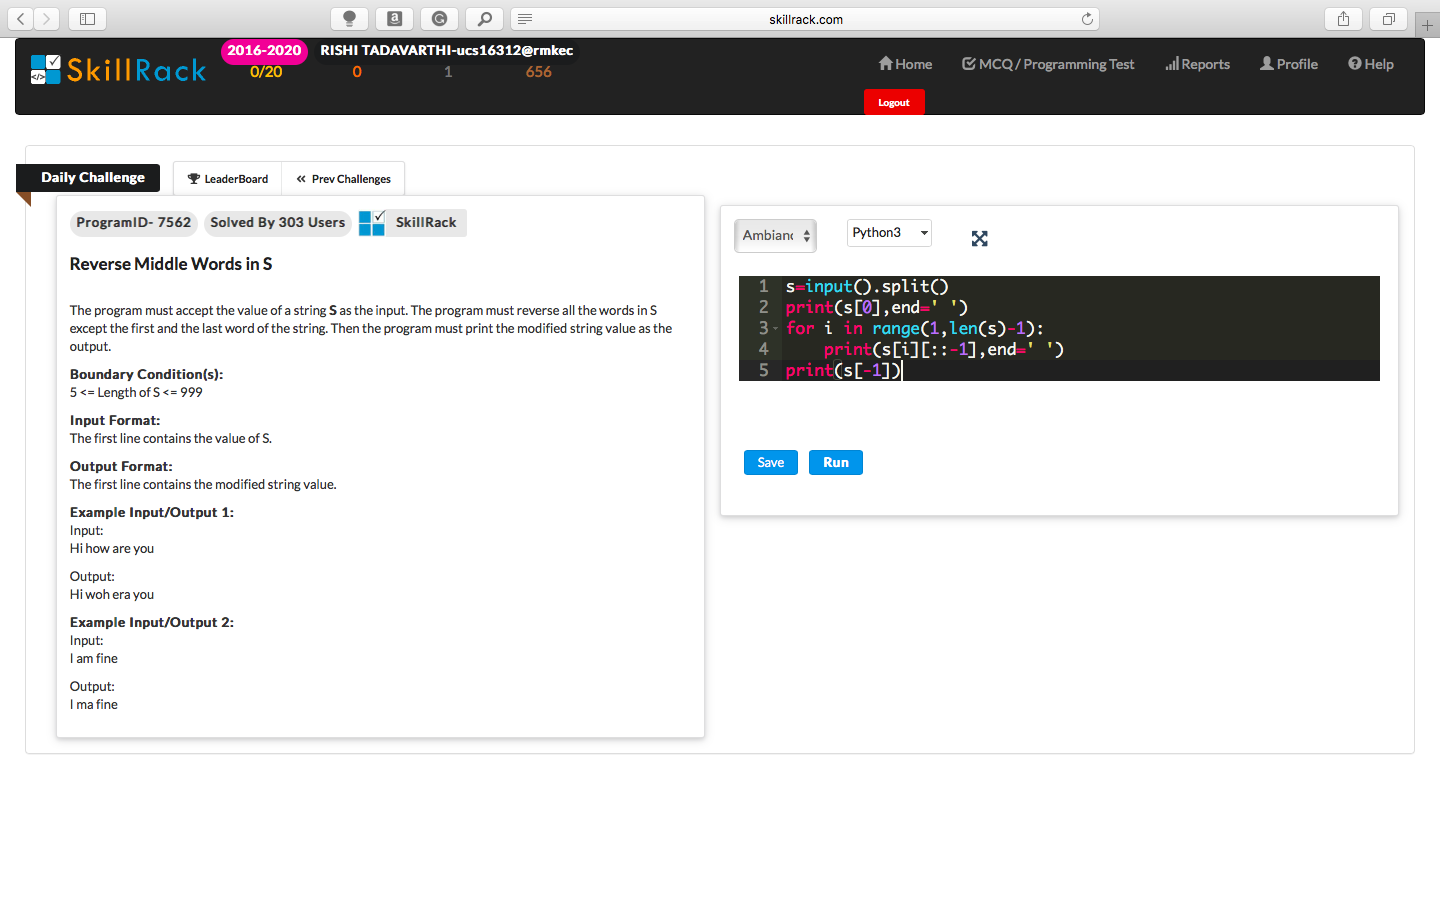 skillrack.com
SkillRack
2016-2020 RISHI TADAVARTHI-ucs16312@rmkec
0/20 0 1 656
Home MCQ / Programming Test Reports Profile Help
Logout
Daily Challenge LeaderBoard Prev Challenges
ProgramID- 7562 Solved By 303 Users SkillRack
Reverse Middle Words in S
The program must accept the value of a string S as the input. The program must reverse all the words in S
except the first and the last word of the string. Then the program must print the modified string value as the
output.
Boundary Condition(s):
5 <= Length of S <= 999
Input Format:
The first line contains the value of S.
Output Format:
The first line contains the modified string value.
Example Input/Output 1:
Input:
Hi how are you
Output:
Hi woh era you
Example Input/Output 2:
Input:
I am fine
Output:
I ma fine
Ambianc Python3
1 s=input().split()
2 print(s[0],end=' ')
3 for i in range(1,len(s)-1):
4 print(s[i][::-1],end=' ')
5 print(s[-1])
Save Run